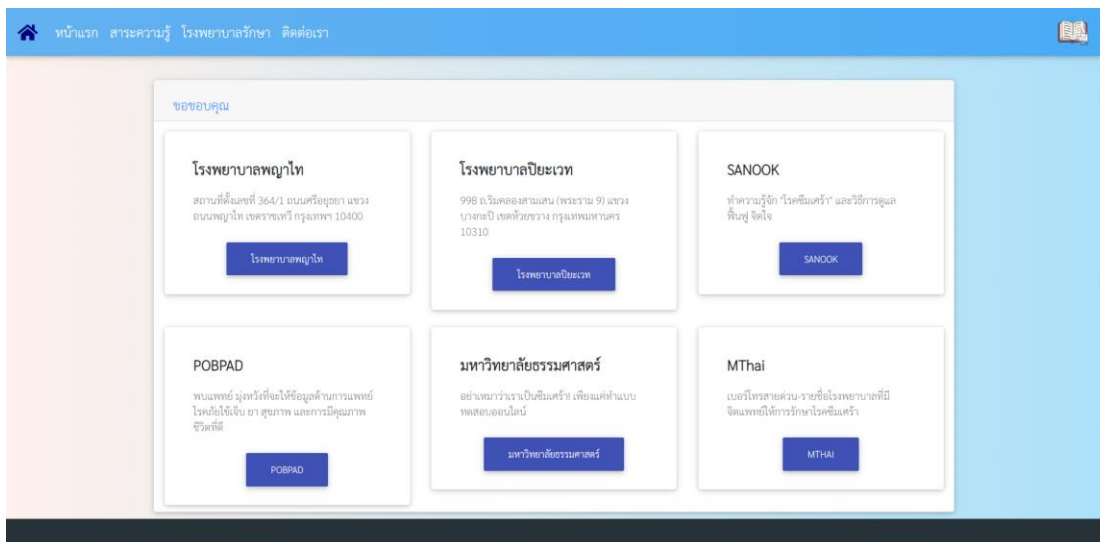 หน้าแรก สาระความรู้ โรงพยาบาลรักษา ติดต่อเรา
ขอขอบคุณ
โรงพยาบาลพญาไท
สถานที่ตั้งเลขที่ 364/1 ถนนศรีอยุธยา แขวง
ถนนพญาไท เขตราชเทวี กรุงเทพฯ 10400
โรงพยาบาลพญาไท
โรงพยาบาลปิยะเวท
998 ถ.ริมคลองสามเสน (พระราม 9) แขวง
บางกะปิ เขตห้วยขวาง กรุงเทพมหานคร
10310
โรงพยาบาลปิยะเวท
SANOOK
ทำความรู้จัก "โรคซึมเศร้า" และวิธีการดูแล
ฟื้นฟู จิตใจ
SANOOK
POBPAD
พบแพทย์ มุ่งหวังที่จะให้ข้อมูลด้านการแพทย์
โรคภัยไข้เจ็บ ยา สุขภาพ และการมีคุณภาพ
ชีวิตที่ดี
POBPAD
มหาวิทยาลัยธรรมศาสตร์
อย่าเหมาว่าเราเป็นซึมเศร้า! เพียงแค่ทำแบบ
ทดสอบออนไลน์
มหาวิทยาลัยธรรมศาสตร์
MThai
เบอร์โทรสายด่วน-รายชื่อโรงพยาบาลที่มี
จิตแพทย์ให้การรักษาโรคซึมเศร้า
MTHAI